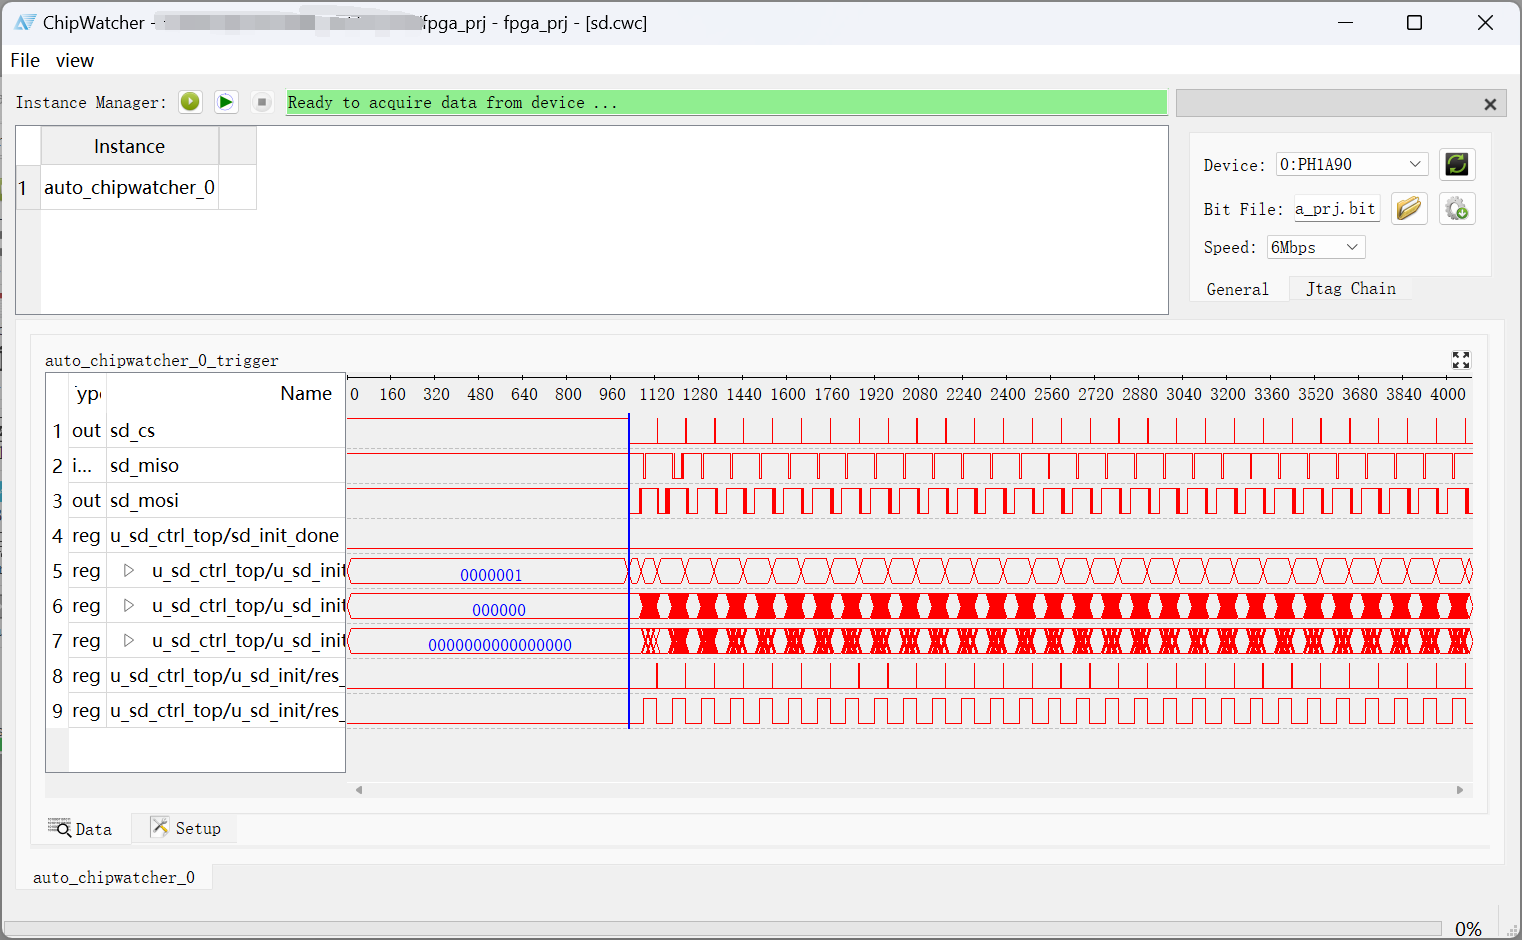 ChipWatcher - fpga_prj - fpga_prj - [sd.cwc]
File view
Instance Manager: Ready to acquire data from device ...
Instance
1 auto_chipwatcher_0
Device: 0:PH1A90
Bit File: a_prj.bit
Speed: 6Mbps
General Jtag Chain
auto_chipwatcher_0_trigger
Name 0 160 320 480 640 800 960 1120 1280 1440 1600 1760 1920 2080 2240 2400 2560 2720 2880 3040 3200 3360 3520 3680 3840 4000
1 out sd_cs
2 i... sd_miso
3 out sd_mosi
4 reg u_sd_ctrl_top/sd_init_done
5 reg u_sd_ctrl_top/u_sd_init 0000001
6 reg u_sd_ctrl_top/u_sd_init 000000
7 reg u_sd_ctrl_top/u_sd_init 0000000000000000
8 reg u_sd_ctrl_top/u_sd_init/res_
9 reg u_sd_ctrl_top/u_sd_init/res_
Data Setup
auto_chipwatcher_0
0%